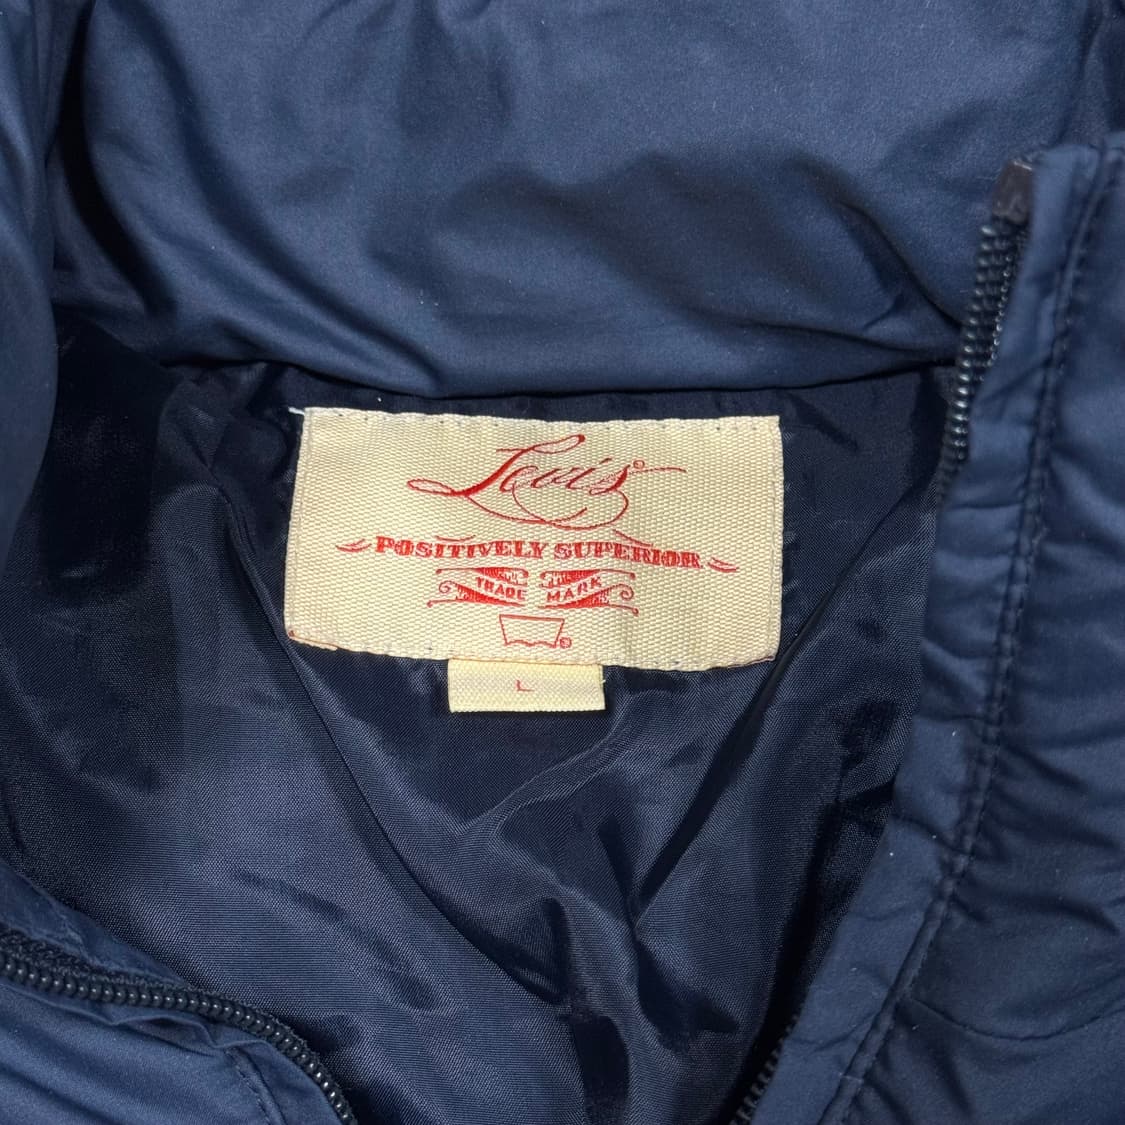 Levi's®
POSITIVELY SUPERIOR
TRADE MARK
®
L